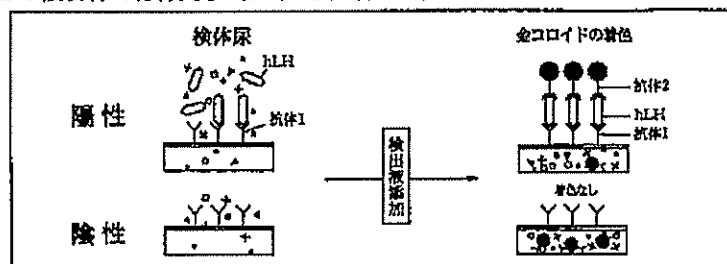 検体尿
金コロイドの着色
hLH
抗体2
陽性
hLH
抗体1
抗体1
検出液添加
着色なし
陰性